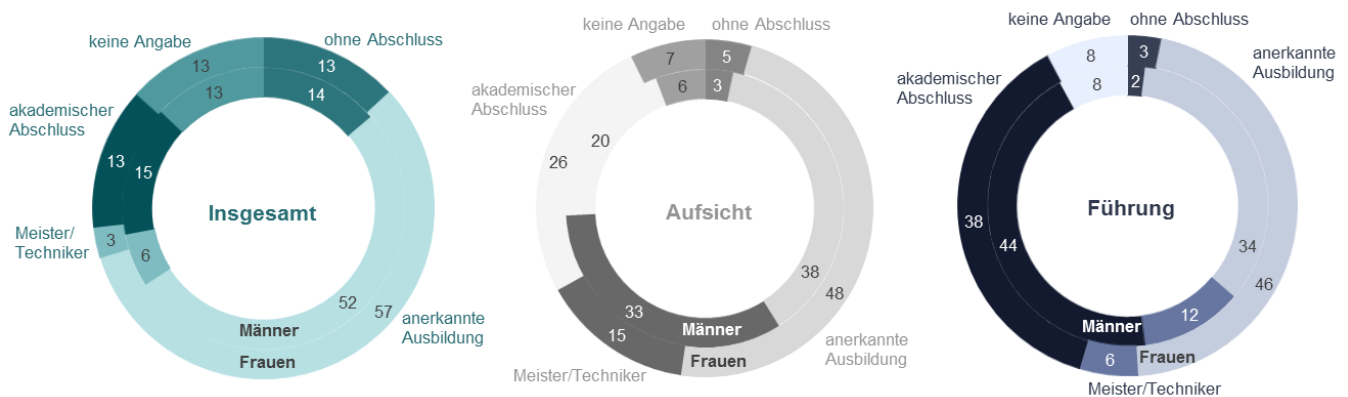 keine Angabe
ohne Abschluss
13
13
13
14
akademischer
Abschluss
13
15
Meister/
Techniker
3
6
Insgesamt
52
57
anerkannte
Ausbildung
Männer
Frauen
keine Angabe
ohne Abschluss
7
5
6
3
akademischer
Abschluss
20
26
Aufsicht
38
48
33
15
Männer
Frauen
anerkannte
Ausbildung
Meister/Techniker
keine Angabe
ohne Abschluss
8
3
8
2
anerkannte
Ausbildung
akademischer
Abschluss
Führung
38
44
34
46
12
Männer
Frauen
6
Meister/Techniker